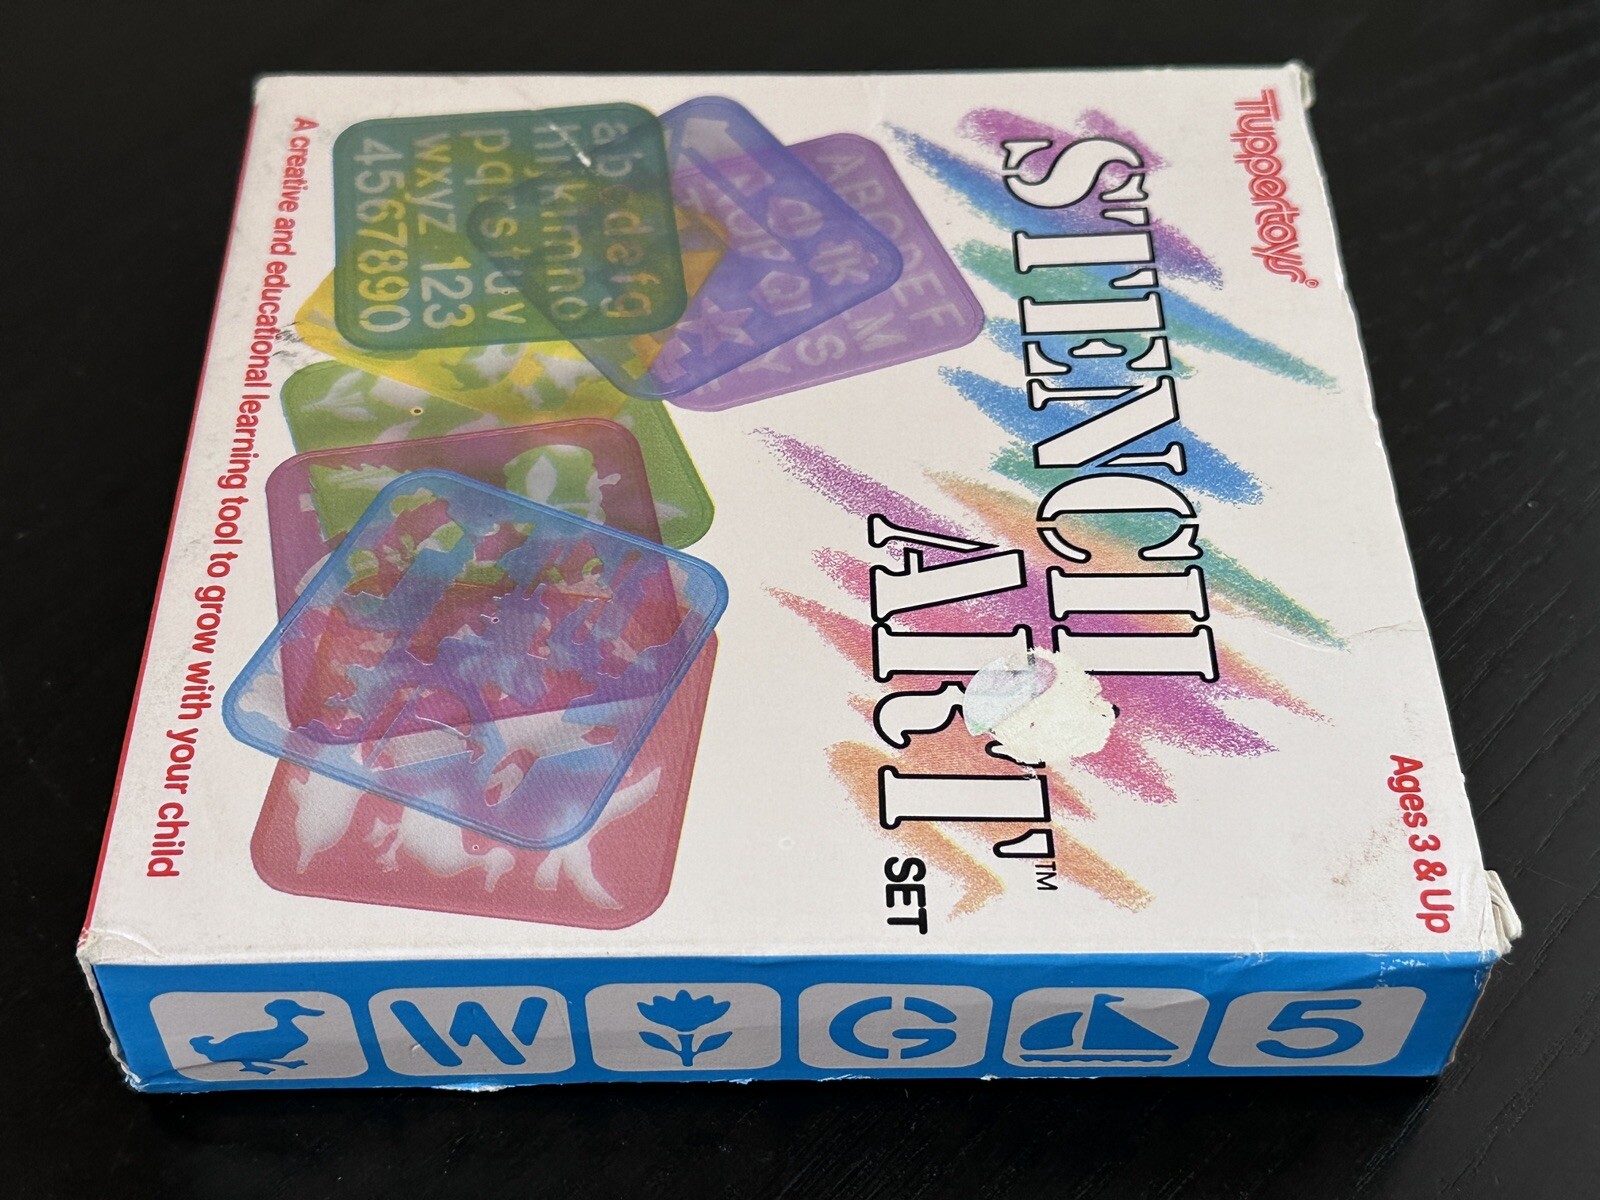 Tuppertoys®
Ages 3 & Up
STENCIL
ART™ SET
ABCDEF
abcdefg
hijklmno
pqrstuv
wxyz 123
4567890
A creative and educational learning tool to grow with your child
W G 5